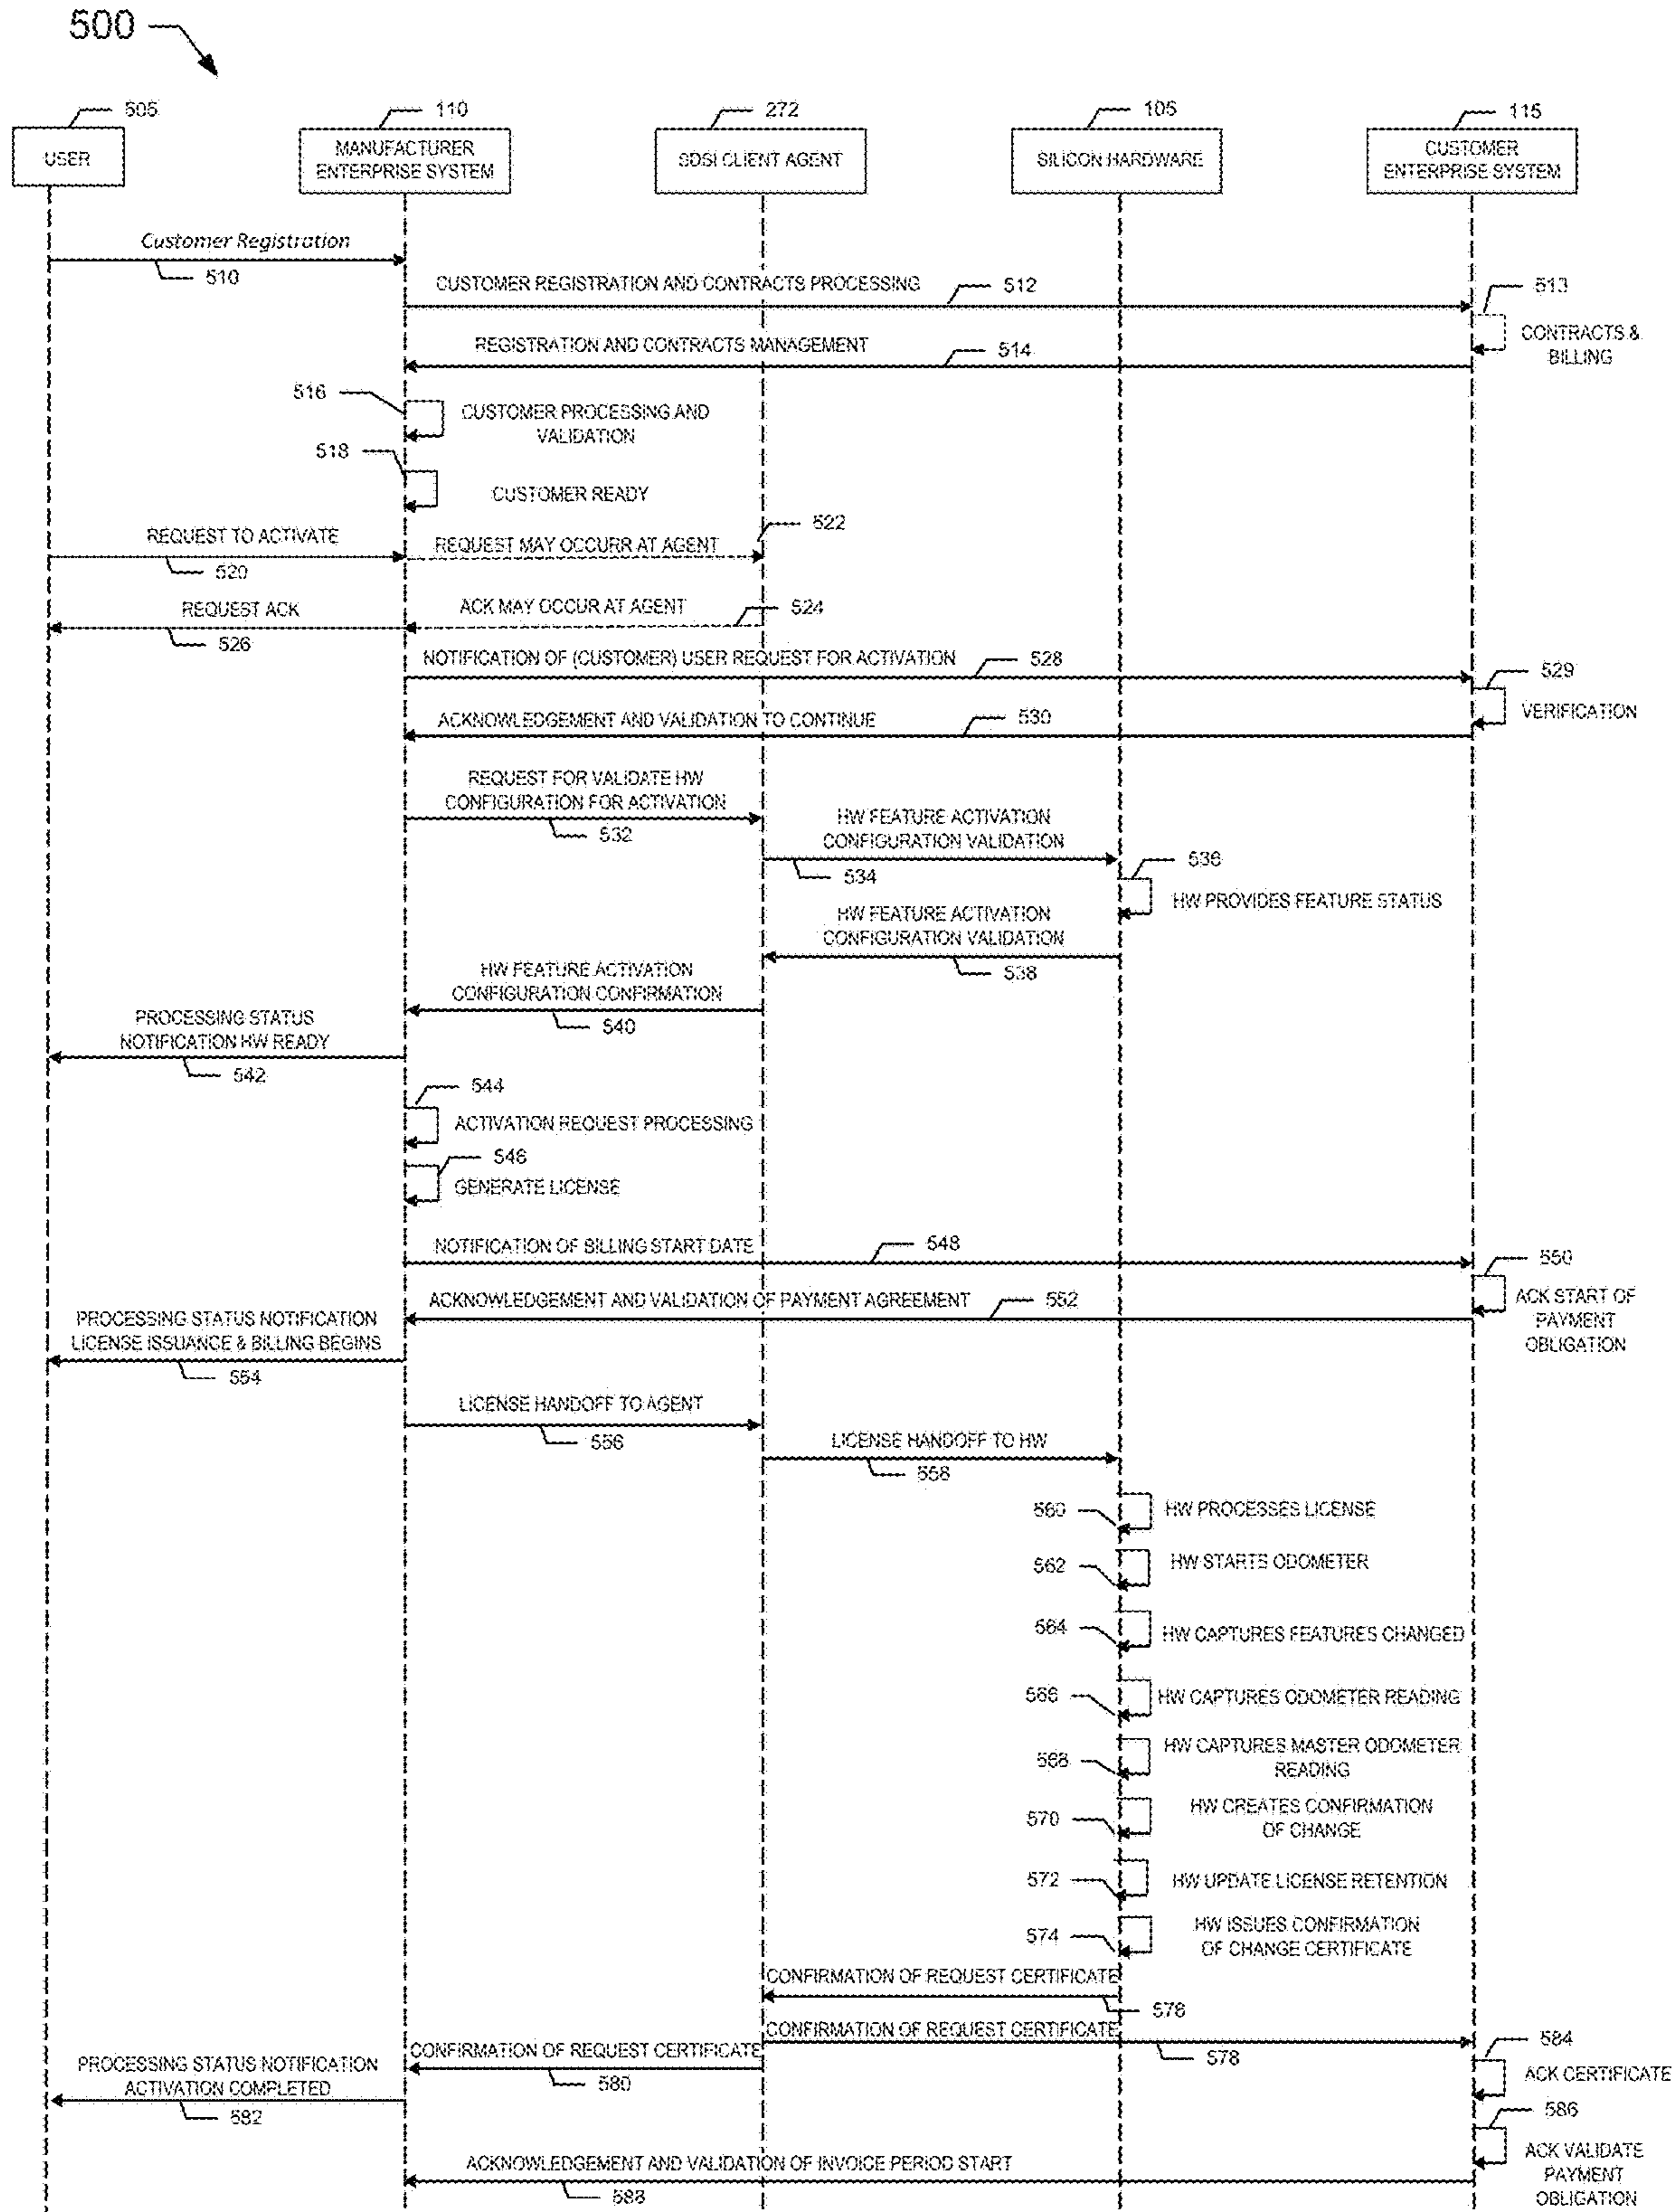 500
505
110
272
105
115
USER
MANUFACTURER
ENTERPRISE SYSTEM
SDSI CLIENT AGENT
SILICON HARDWARE
CUSTOMER
ENTERPRISE SYSTEM
Customer Registration
510
CUSTOMER REGISTRATION AND CONTRACTS PROCESSING
512
513
CONTRACTS &
BILLING
REGISTRATION AND CONTRACTS MANAGEMENT
514
516
CUSTOMER PROCESSING AND
VALIDATION
518
CUSTOMER READY
REQUEST TO ACTIVATE
520
REQUEST MAY OCCURR AT AGENT
522
REQUEST ACK
526
ACK MAY OCCUR AT AGENT
524
NOTIFICATION OF (CUSTOMER) USER REQUEST FOR ACTIVATION
528
529
VERIFICATION
ACKNOWLEDGEMENT AND VALIDATION TO CONTINUE
530
REQUEST FOR VALIDATE HW
CONFIGURATION FOR ACTIVATION
532
HW FEATURE ACTIVATION
CONFIGURATION VALIDATION
534
536
HW PROVIDES FEATURE STATUS
HW FEATURE ACTIVATION
CONFIGURATION VALIDATION
538
HW FEATURE ACTIVATION
CONFIGURATION CONFIRMATION
540
PROCESSING STATUS
NOTIFICATION HW READY
542
544
ACTIVATION REQUEST PROCESSING
546
GENERATE LICENSE
NOTIFICATION OF BILLING START DATE
548
550
ACK START OF
PAYMENT
OBLIGATION
ACKNOWLEDGEMENT AND VALIDATION OF PAYMENT AGREEMENT
552
PROCESSING STATUS NOTIFICATION
LICENSE ISSUANCE & BILLING BEGINS
554
LICENSE HANDOFF TO AGENT
556
LICENSE HANDOFF TO HW
558
560
HW PROCESSES LICENSE
562
HW STARTS ODOMETER
564
HW CAPTURES FEATURES CHANGED
566
HW CAPTURES ODOMETER READING
568
HW CAPTURES MASTER ODOMETER
READING
570
HW CREATES CONFIRMATION
OF CHANGE
572
HW UPDATE LICENSE RETENTION
574
HW ISSUES CONFIRMATION
OF CHANGE CERTIFICATE
CONFIRMATION OF REQUEST CERTIFICATE
576
CONFIRMATION OF REQUEST CERTIFICATE
578
CONFIRMATION OF REQUEST CERTIFICATE
580
584
ACK CERTIFICATE
PROCESSING STATUS NOTIFICATION
ACTIVATION COMPLETED
582
586
ACK VALIDATE
PAYMENT
OBLIGATION
ACKNOWLEDGEMENT AND VALIDATION OF INVOICE PERIOD START
588